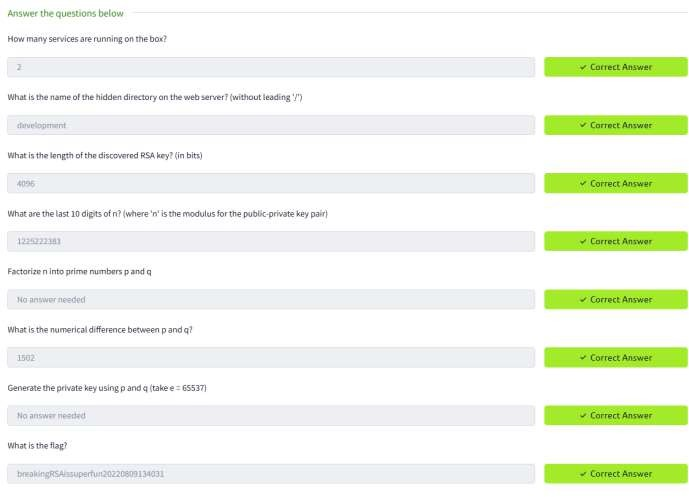 Answer the questions below
How many services are running on the box?
2
✓ Correct Answer
What is the name of the hidden directory on the web server? (without leading '/')
development
✓ Correct Answer
What is the length of the discovered RSA key? (in bits)
4096
✓ Correct Answer
What are the last 10 digits of n? (where 'n' is the modulus for the public-private key pair)
1225222383
✓ Correct Answer
Factorize n into prime numbers p and q
No answer needed
✓ Correct Answer
What is the numerical difference between p and q?
1502
✓ Correct Answer
Generate the private key using p and q (take e = 65537)
No answer needed
✓ Correct Answer
What is the flag?
breakingRSAissuperfun20220809134031
✓ Correct Answer